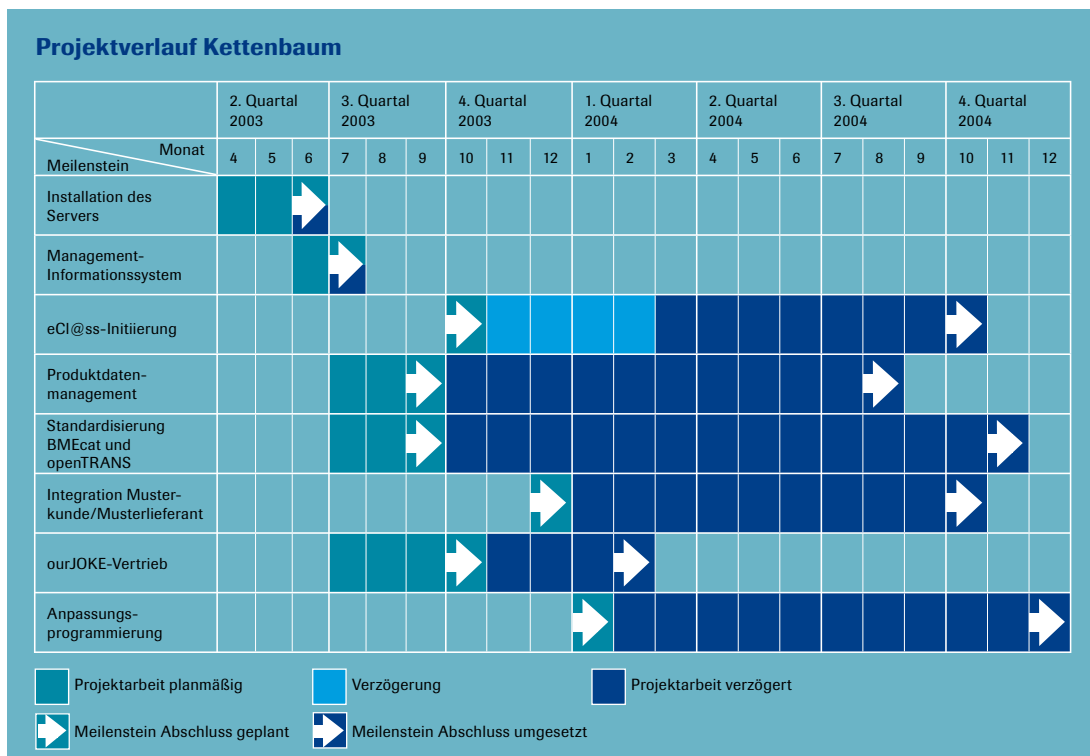 Projektverlauf Kettenbaum
2. Quartal 3. Quartal 4. Quartal 1. Quartal 2. Quartal 3. Quartal 4. Quartal
2003 2003 2003 2004 2004 2004 2004
Monat
Meilenstein
4 5 6 7 8 9 10 11 12 1 2 3 4 5 6 7 8 9 10 11 12
Installation des
Servers
Management-
Informationssystem
eCl@ss-Initiierung
Produktdaten-
management
Standardisierung
BMEcat und
openTRANS
Integration Muster-
kunde/Musterlieferant
ourJOKE-Vertrieb
Anpassungs-
programmierung
Projektarbeit planmäßig Verzögerung Projektarbeit verzögert
Meilenstein Abschluss geplant Meilenstein Abschluss umgesetzt